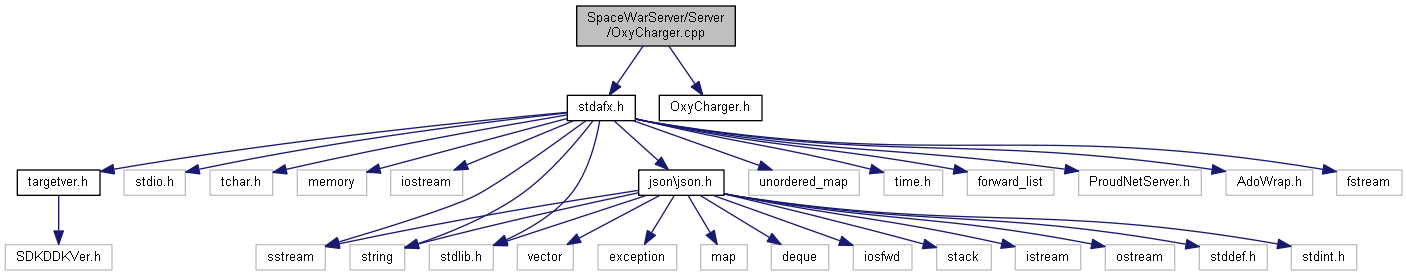 SpaceWarServer/Server
/OxyCharger.cpp
stdafx.h
OxyCharger.h
targetver.h
stdio.h
tchar.h
memory
iostream
json\json.h
unordered_map
time.h
forward_list
ProudNetServer.h
AdoWrap.h
fstream
SDKDDKVer.h
sstream
string
stdlib.h
vector
exception
map
deque
iosfwd
stack
istream
ostream
stddef.h
stdint.h